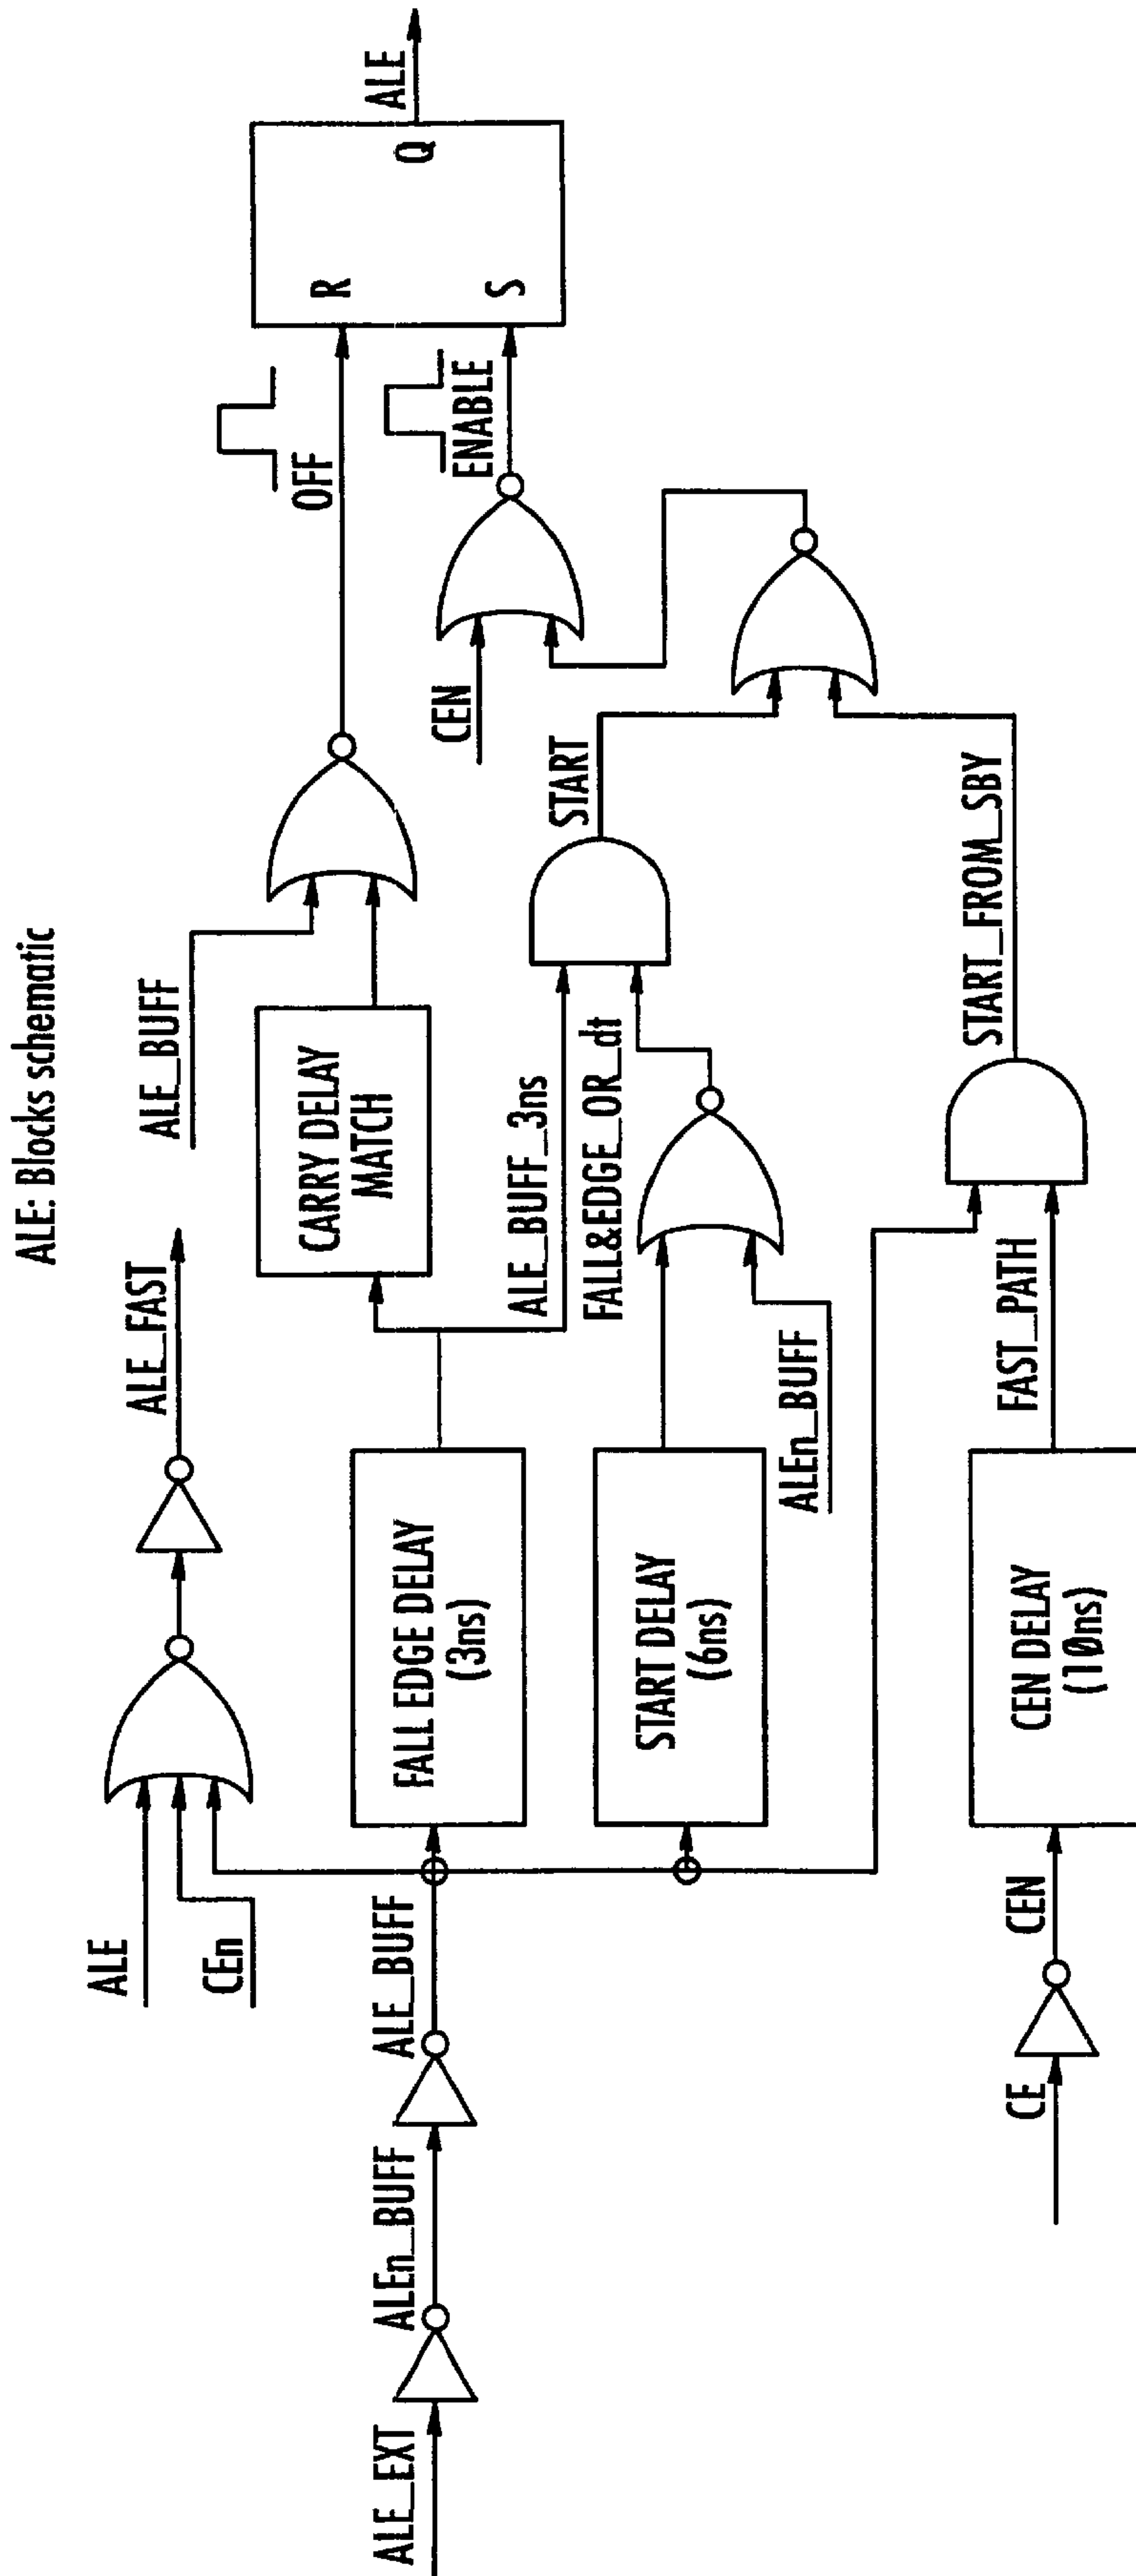 ALE: Blocks schematic
ALE_EXT
ALEn_BUFF
ALE_BUFF
ALE
CEn
ALE_FAST
ALE_BUFF
FALL EDGE DELAY
(3ns)
CARRY DELAY
MATCH
OFF
R
Q
ALE
S
ENABLE
CEN
START
ALE_BUFF_3ns
FALL&EDGE_OR_dt
START DELAY
(6ns)
ALEn_BUFF
START_FROM_SBY
FAST_PATH
CEN DELAY
(10ns)
CEN
CE